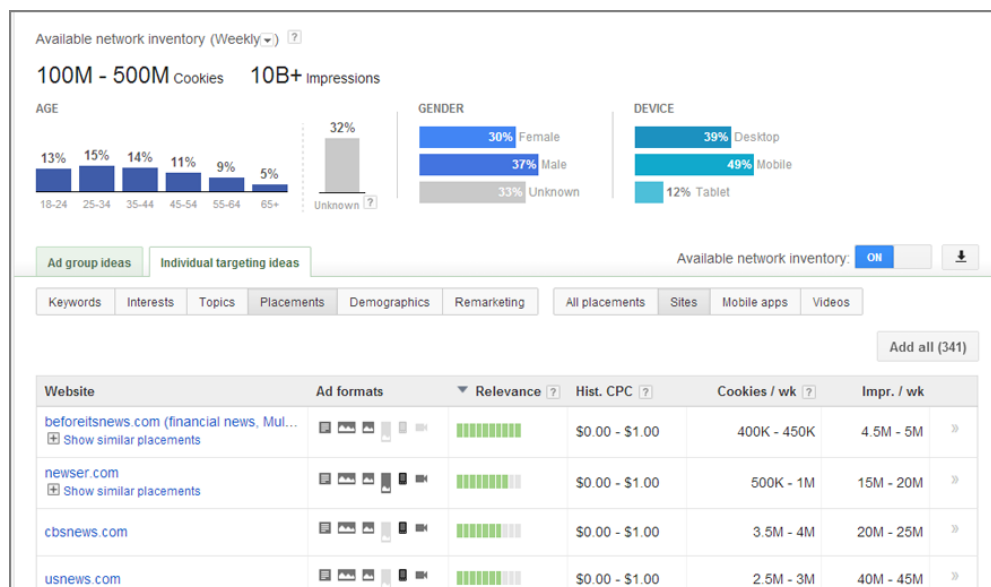 Available network inventory (Weekly) ?
100M - 500M Cookies 10B+ Impressions
AGE GENDER DEVICE
13% 15% 14% 11% 9% 5% 32%
18-24 25-34 35-44 45-54 55-64 65+ Unknown ?
30% Female
37% Male
33% Unknown
39% Desktop
49% Mobile
12% Tablet
Ad group ideas Individual targeting ideas Available network inventory: ON
Keywords Interests Topics Placements Demographics Remarketing All placements Sites Mobile apps Videos
Add all (341)
Website Ad formats Relevance ? Hist. CPC ? Cookies / wk ? Impr. / wk
beforeitsnews.com (financial news, Mul... $0.00 - $1.00 400K - 450K 4.5M - 5M »
Show similar placements
newser.com $0.00 - $1.00 500K - 1M 15M - 20M »
Show similar placements
cbsnews.com $0.00 - $1.00 3.5M - 4M 20M - 25M »
usnews.com $0.00 - $1.00 2.5M - 3M 40M - 45M »